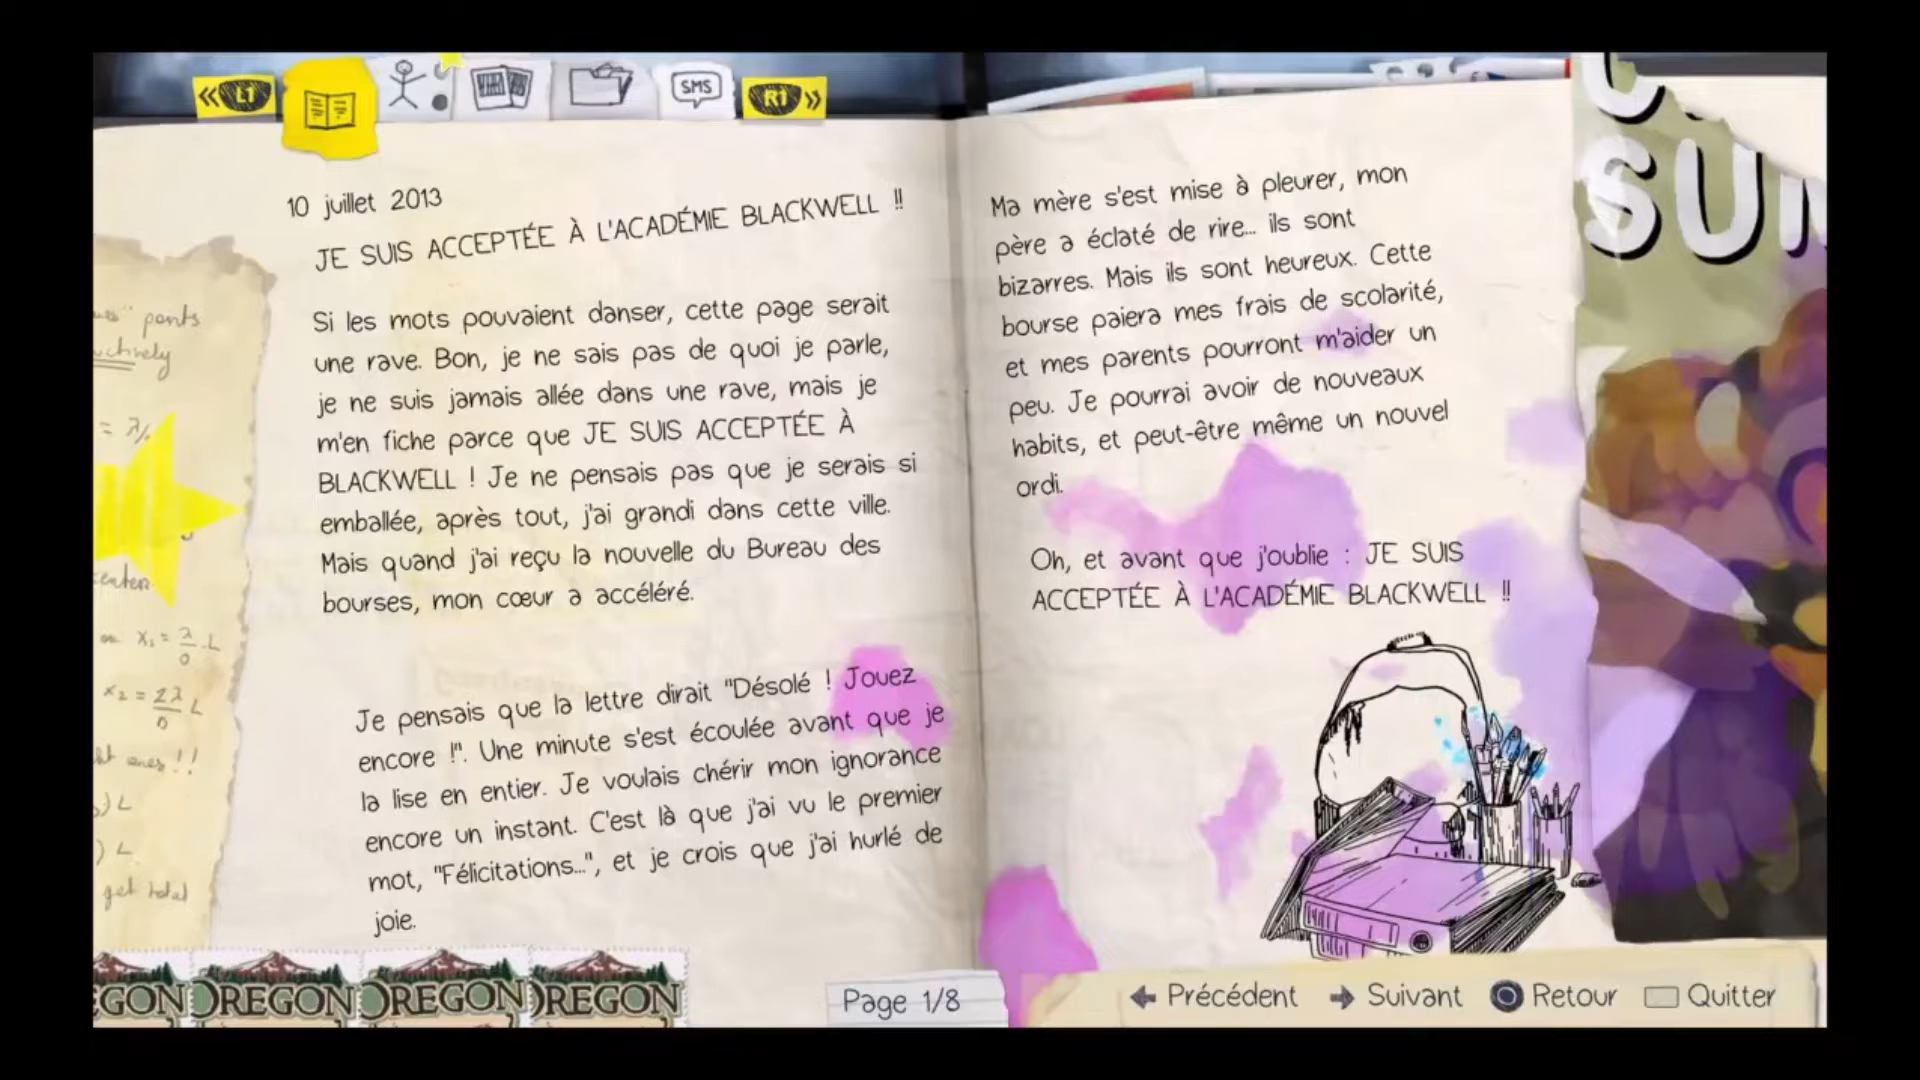 L1
SMS
R1
10 juillet 2013
JE SUIS ACCEPTÉE À L'ACADÉMIE BLACKWELL !!
Si les mots pouvaient danser, cette page serait
une rave. Bon, je ne sais pas de quoi je parle,
je ne suis jamais allée dans une rave, mais je
m'en fiche parce que JE SUIS ACCEPTÉE À
BLACKWELL ! Je ne pensais pas que je serais si
emballée, après tout, j'ai grandi dans cette ville.
Mais quand j'ai reçu la nouvelle du Bureau des
bourses, mon cœur a accéléré.
Je pensais que la lettre dirait "Désolé ! Jouez
encore !". Une minute s'est écoulée avant que je
la lise en entier. Je voulais chérir mon ignorance
encore un instant. C'est là que j'ai vu le premier
mot, "Félicitations...", et je crois que j'ai hurlé de
joie.
Ma mère s'est mise à pleurer, mon
père a éclaté de rire... ils sont
bizarres. Mais ils sont heureux. Cette
bourse paiera mes frais de scolarité,
et mes parents pourront m'aider un
peu. Je pourrai avoir de nouveaux
habits, et peut-être même un nouvel
ordi.
Oh, et avant que j'oublie : JE SUIS
ACCEPTÉE À L'ACADÉMIE BLACKWELL !!
pants
= λ/
x₁ = λ/D . L
x₂ = 2λ/D L
) L
) L
get total
SU
GON OREGON OREGON OREGON
Page 1/8
Précédent Suivant Retour Quitter